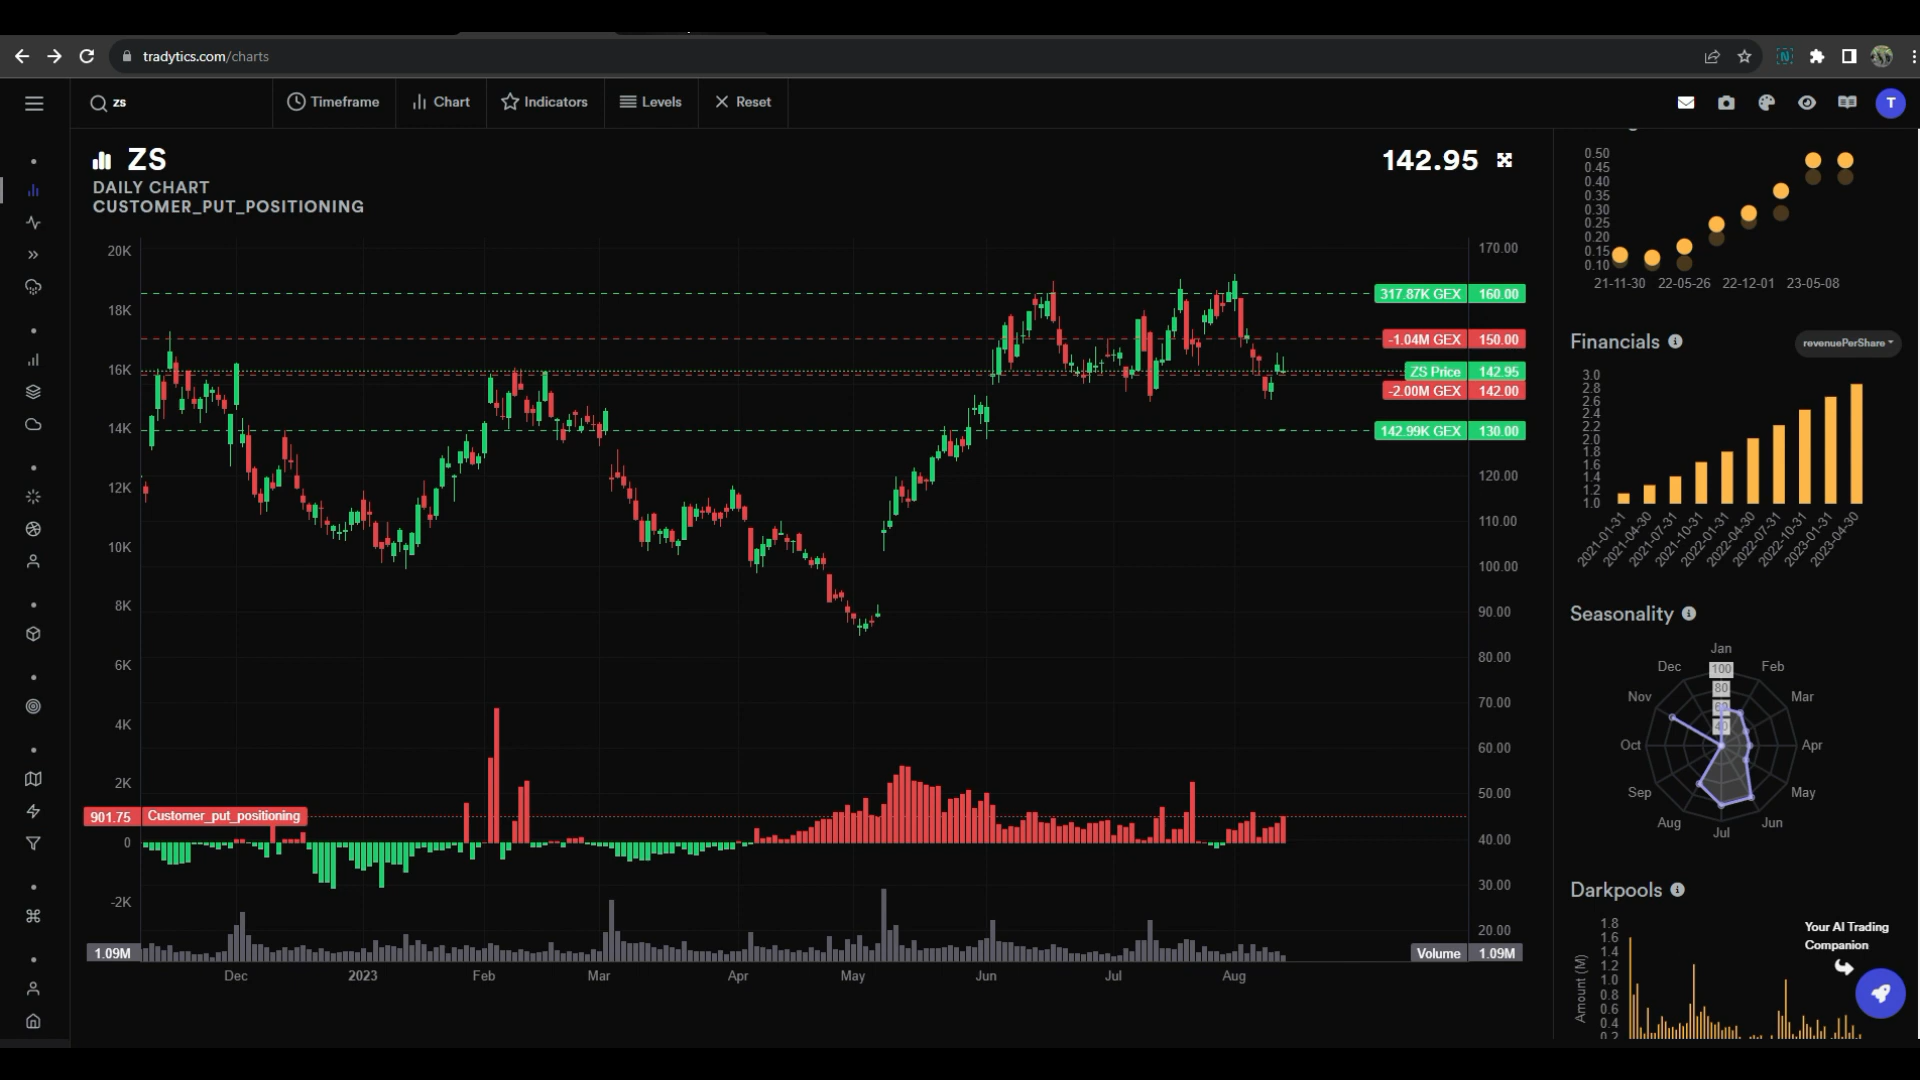 tradytics.com/charts
zs
Timeframe
Chart
Indicators
Levels
Reset
T
ZS
142.95
DAILY CHART
CUSTOMER_PUT_POSITIONING
20K
18K
16K
14K
12K
10K
8K
6K
4K
2K
0
-2K
170.00
317.87K GEX 160.00
-1.04M GEX 150.00
ZS Price 142.95
-2.00M GEX 142.00
142.99K GEX 130.00
120.00
110.00
100.00
90.00
80.00
70.00
60.00
50.00
40.00
30.00
20.00
901.75 Customer_put_positioning
1.09M
Volume 1.09M
Dec 2023 Feb Mar Apr May Jun Jul Aug
0.50
0.45
0.40
0.35
0.30
0.25
0.20
0.15
0.10
21-11-30 22-05-26 22-12-01 23-05-08
Financials
revenuePerShare
3.0
2.8
2.6
2.4
2.2
2.0
1.8
1.6
1.4
1.2
1.0
2021-01-31
2021-04-30
2021-07-31
2021-10-31
2022-01-31
2022-04-30
2022-07-31
2022-10-31
2023-01-31
2023-04-30
Seasonality
Jan
Feb
Mar
Apr
May
Jun
Jul
Aug
Sep
Oct
Nov
Dec
100
80
60
40
Darkpools
1.8
1.6
1.4
1.2
1.0
0.8
0.6
0.4
0.2
Amount (M)
Your AI Trading
Companion